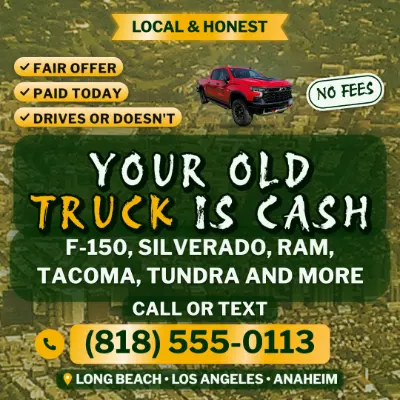 LOCAL & HONEST
FAIR OFFER
PAID TODAY
DRIVES OR DOESN'T
NO FEES
YOUR OLD
TRUCK IS CASH
F-150, SILVERADO, RAM,
TACOMA, TUNDRA AND MORE
CALL OR TEXT
(818) 555-0113
LONG BEACH • LOS ANGELES • ANAHEIM